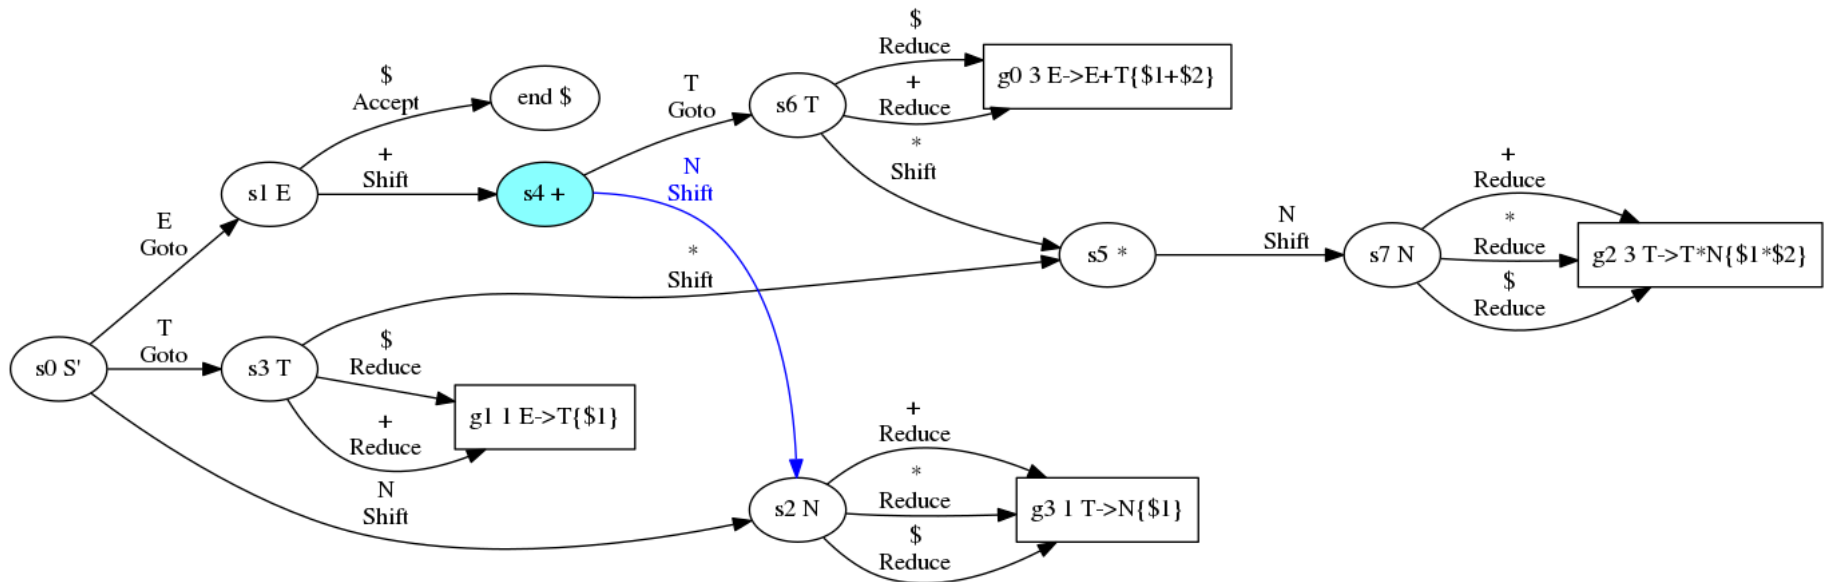 $
Reduce
g0 3 E->E+T{$1+$2}
+
Reduce
s6 T
T
Goto
$
Accept
end $
*
Shift
+
Shift
s1 E
s4 +
N
Shift
+
Reduce
E
Goto
*
Shift
s5 *
N
Shift
s7 N
*
Reduce
g2 3 T->T*N{$1*$2}
$
Reduce
s0 S'
T
Goto
s3 T
$
Reduce
g1 1 E->T{$1}
+
Reduce
N
Shift
+
Reduce
s2 N
*
Reduce
g3 1 T->N{$1}
$
Reduce